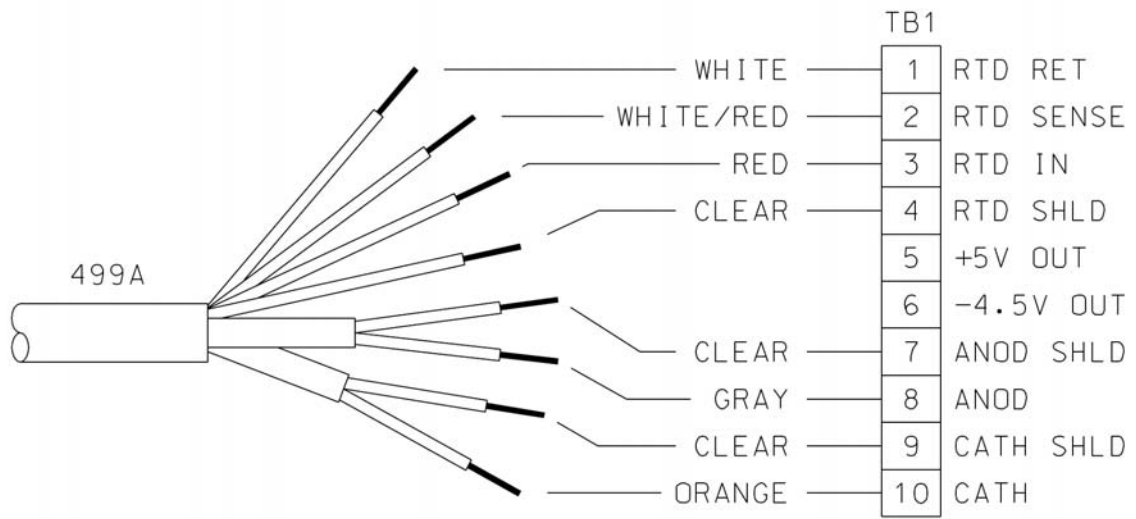 TB1
WHITE 1 RTD RET
WHITE/RED 2 RTD SENSE
RED 3 RTD IN
CLEAR 4 RTD SHLD
499A 5 +5V OUT
6 -4.5V OUT
CLEAR 7 ANOD SHLD
GRAY 8 ANOD
CLEAR 9 CATH SHLD
ORANGE 10 CATH